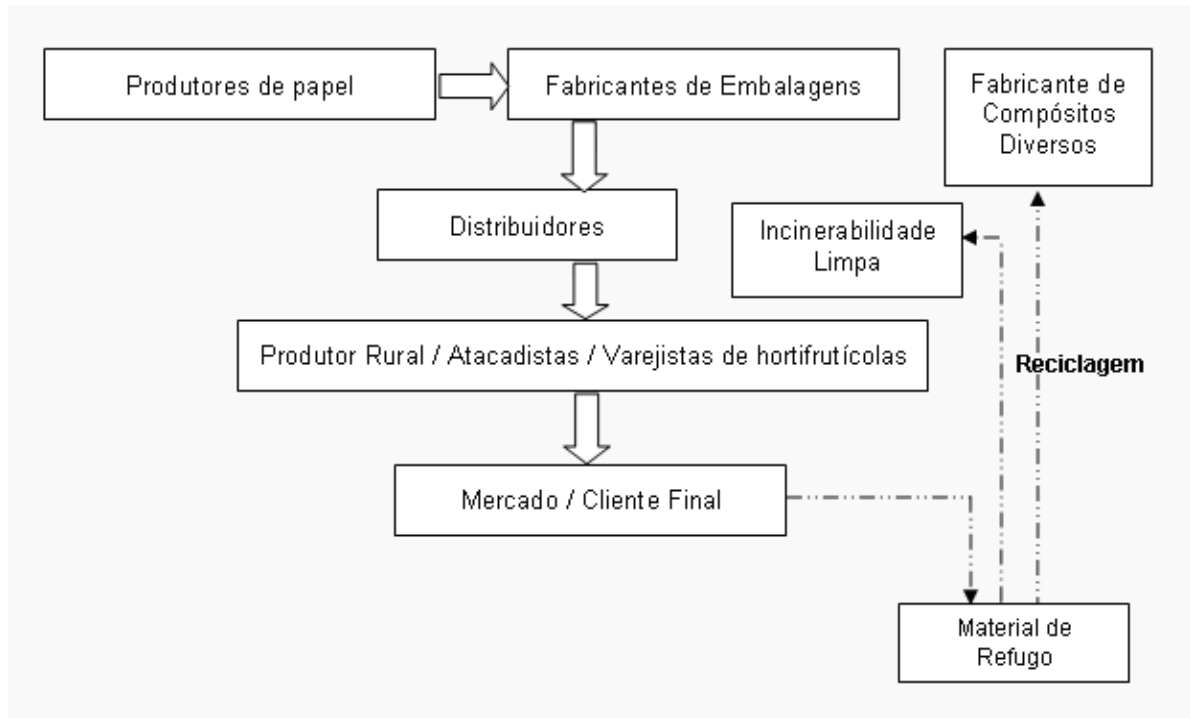 Produtores de papel
Fabricantes de Embalagens
Fabricante de
Compósitos
Diversos
Distribuidores
Incinerabilidade
Limpa
Produtor Rural / Atacadistas / Varejistas de hortifrutícolas
Reciclagem
Mercado / Cliente Final
Material de
Refugo